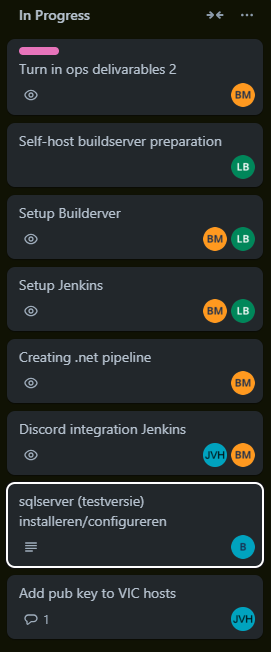 In Progress
Turn in ops delivarables 2
BM
Self-host buildserver preparation
LB
Setup Builderver
BM LB
Setup Jenkins
BM LB
Creating .net pipeline
BM
Discord integration Jenkins
JVH BM
sqlserver (testversie)
installeren/configureren
B
Add pub key to VIC hosts
1 JVH